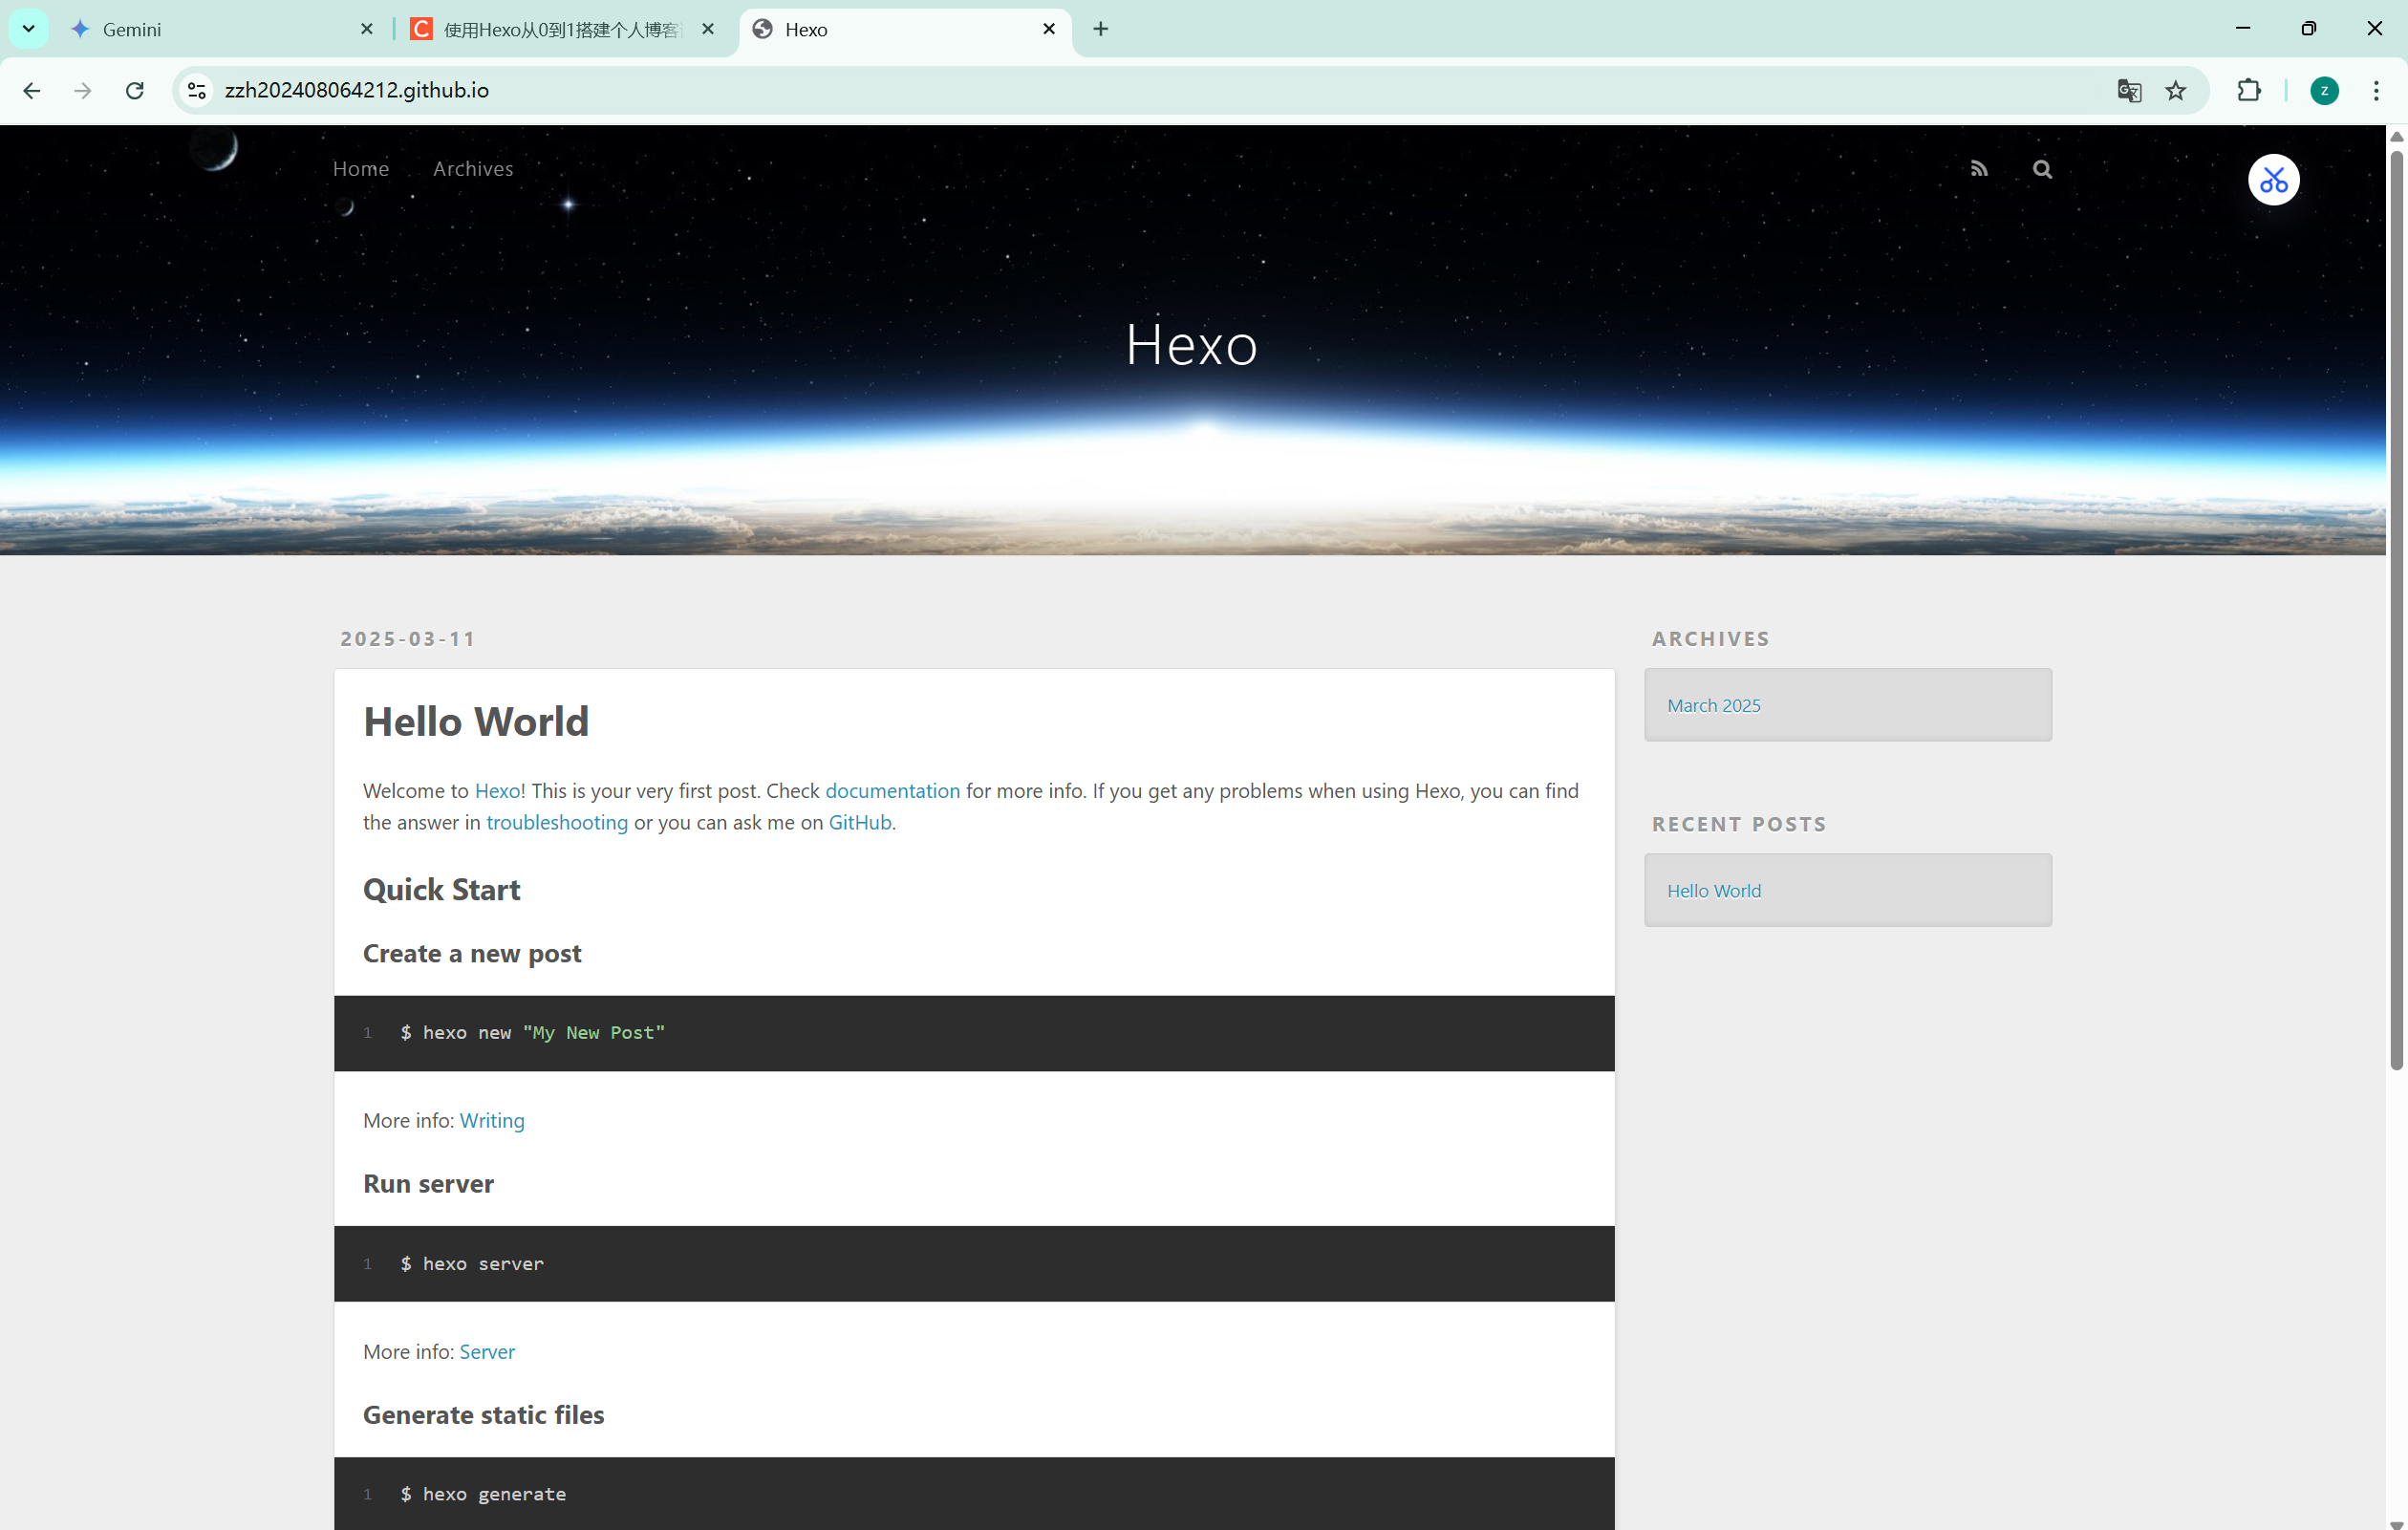 Gemini
使用Hexo从0到1搭建个人博客
Hexo
zzh202408064212.github.io
z
Home
Archives
Hexo
2025-03-11
Hello World
Welcome to Hexo! This is your very first post. Check documentation for more info. If you get any problems when using Hexo, you can find
the answer in troubleshooting or you can ask me on GitHub.
Quick Start
Create a new post
1 $ hexo new "My New Post"
More info: Writing
Run server
1 $ hexo server
More info: Server
Generate static files
1 $ hexo generate
ARCHIVES
March 2025
RECENT POSTS
Hello World